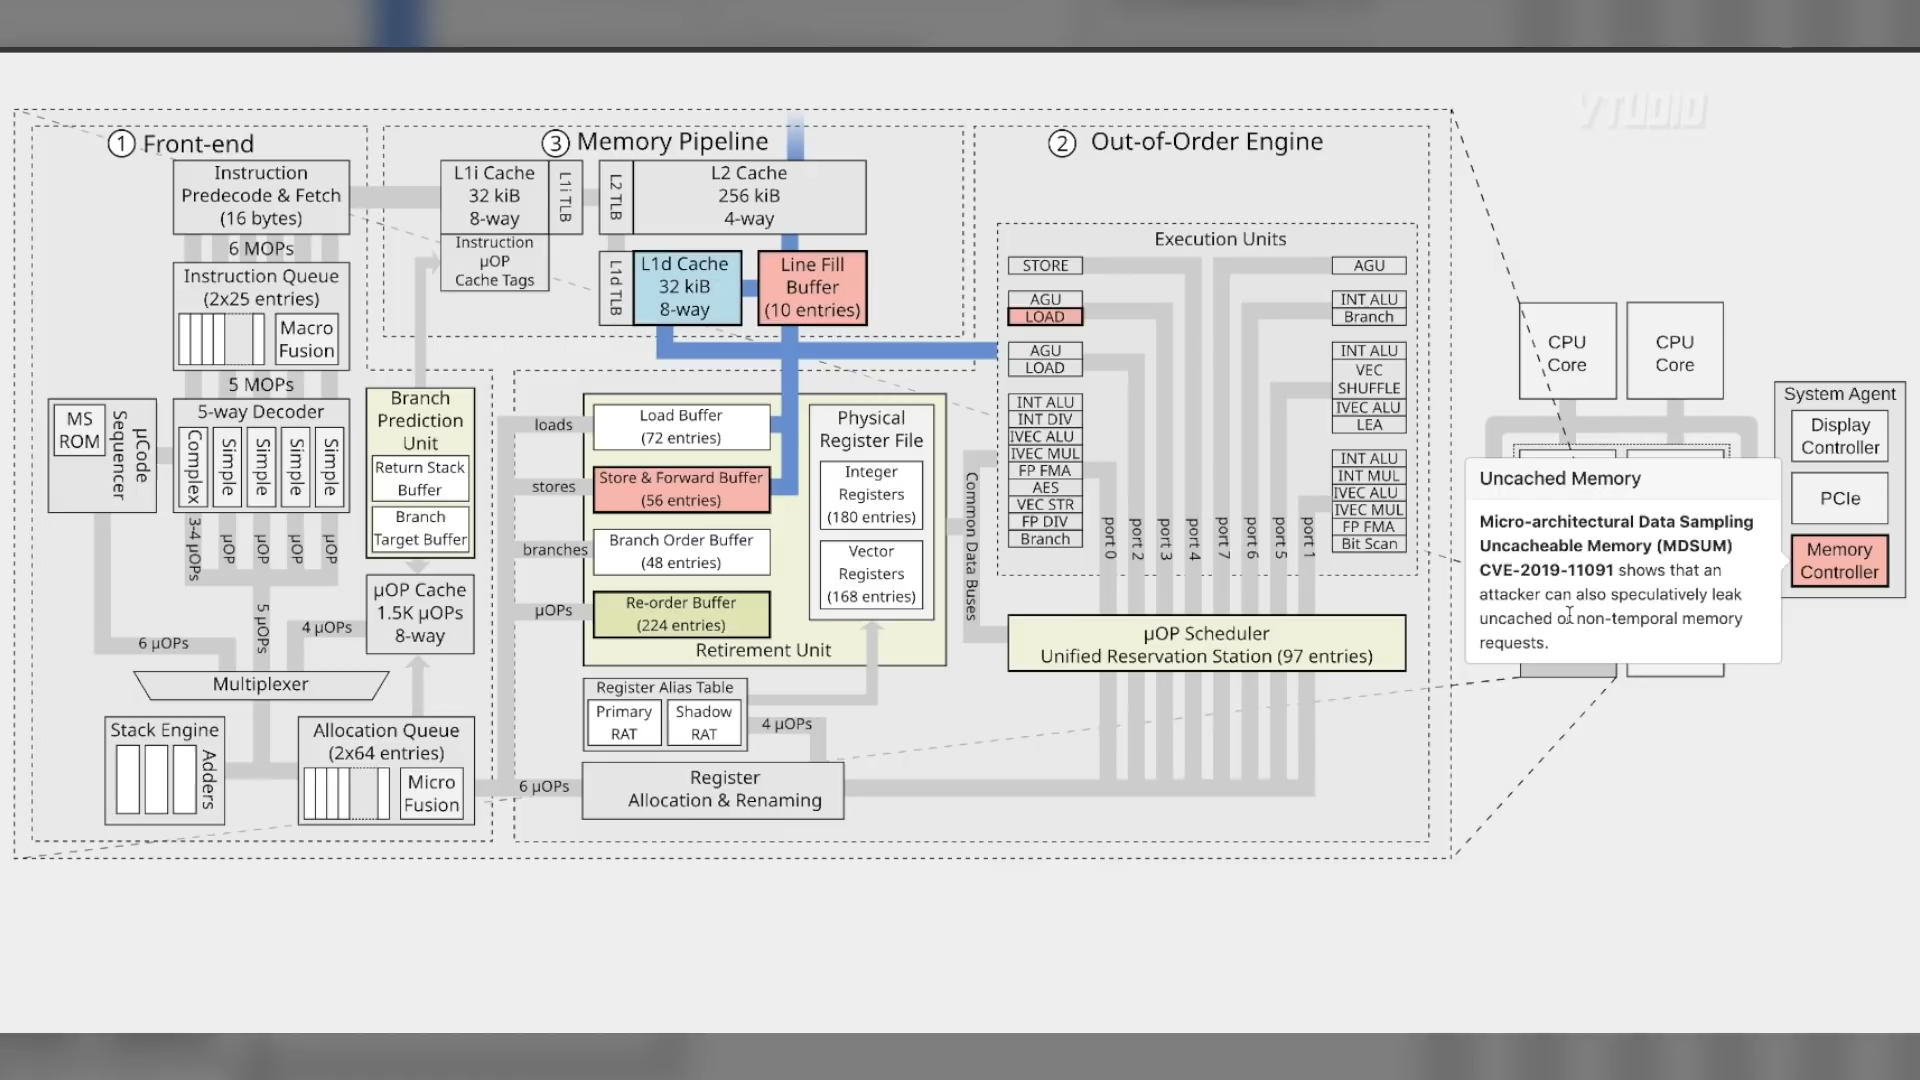 VTUDIO
1 Front-end
Instruction
Predecode & Fetch
(16 bytes)
6 MOPs
Instruction Queue
(2x25 entries)
Macro
Fusion
5 MOPs
MS
ROM
µCode
Sequencer
5-way Decoder
Complex
Simple
Simple
Simple
Simple
3-4 µOPs
µOP
µOP
µOP
µOP
Branch
Prediction
Unit
Return Stack
Buffer
Branch
Target Buffer
µOP Cache
1.5K µOPs
8-way
5 µOPs
4 µOPs
6 µOPs
Multiplexer
Stack Engine
Adders
Allocation Queue
(2x64 entries)
Micro
Fusion
3 Memory Pipeline
L1i Cache
32 kiB
8-way
L1i TLB
Instruction
µOP
Cache Tags
L2 TLB
L2 Cache
256 kiB
4-way
L1d TLB
L1d Cache
32 kiB
8-way
Line Fill
Buffer
(10 entries)
loads
stores
branches
µOPs
Load Buffer
(72 entries)
Store & Forward Buffer
(56 entries)
Branch Order Buffer
(48 entries)
Re-order Buffer
(224 entries)
Physical
Register File
Integer
Registers
(180 entries)
Vector
Registers
(168 entries)
Retirement Unit
Register Alias Table
Primary
RAT
Shadow
RAT
4 µOPs
6 µOPs
Register
Allocation & Renaming
2 Out-of-Order Engine
Execution Units
STORE
AGU
LOAD
AGU
LOAD
INT ALU
INT DIV
IVEC ALU
IVEC MUL
FP FMA
AES
VEC STR
FP DIV
Branch
AGU
INT ALU
Branch
INT ALU
VEC
SHUFFLE
IVEC ALU
LEA
INT ALU
INT MUL
IVEC ALU
IVEC MUL
FP FMA
Bit Scan
Common Data Buses
port 0
port 2
port 3
port 4
port 7
port 6
port 5
port 1
µOP Scheduler
Unified Reservation Station (97 entries)
CPU
Core
CPU
Core
System Agent
Display
Controller
PCIe
Memory
Controller
Uncached Memory
Micro-architectural Data Sampling
Uncacheable Memory (MDSUM)
CVE-2019-11091 shows that an
attacker can also speculatively leak
uncached or non-temporal memory
requests.